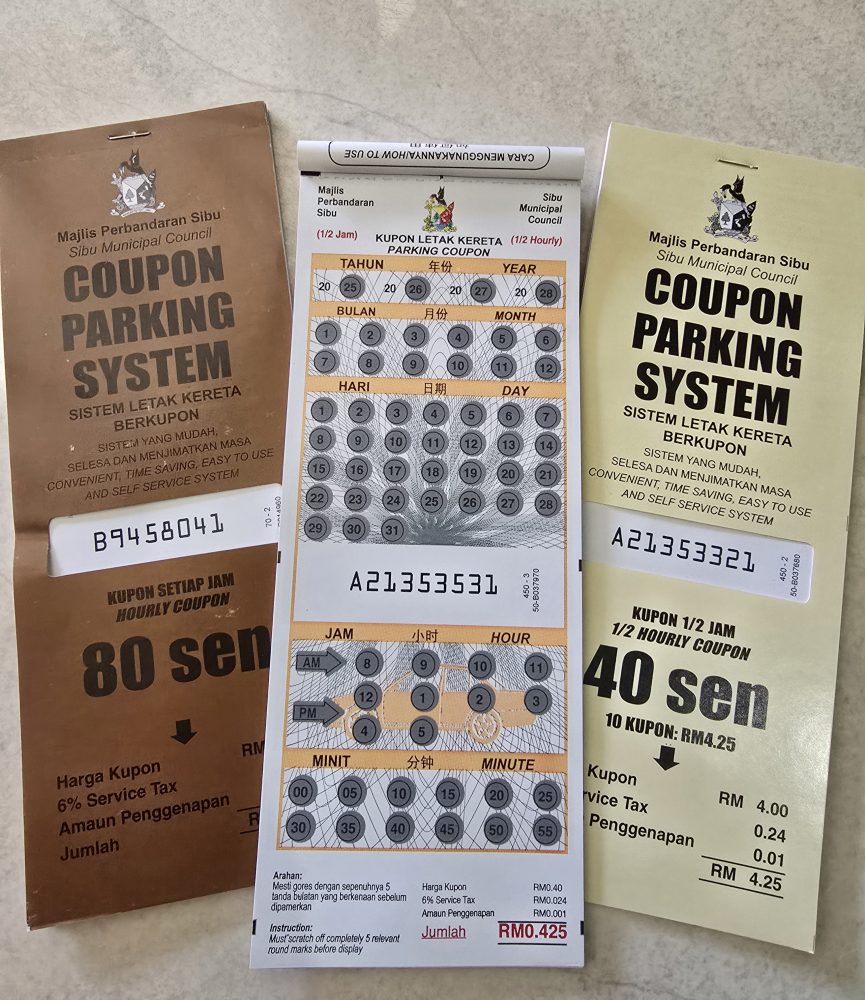 Majlis Perbandaran Sibu
Sibu Municipal Council
COUPON
PARKING
SYSTEM
SISTEM LETAK KERETA
BERKUPON
SISTEM YANG MUDAH,
SELESA DAN MENJIMATKAN MASA
CONVENIENT, TIME SAVING, EASY TO USE
AND SELF SERVICE SYSTEM
B9458041
70 - 2
KUPON SETIAP JAM
HOURLY COUPON
80 sen
Harga Kupon RM
6% Service Tax
Amaun Penggenapan
Jumlah
CARA MENGGUNAKANNYA/HOW TO USE
Majlis
Perbandaran
Sibu
Sibu
Municipal
Council
(1/2 Jam) KUPON LETAK KERETA (1/2 Hourly)
PARKING COUPON
TAHUN 年份 YEAR
20 25 20 26 20 27 20 28
BULAN 月份 MONTH
1 2 3 4 5 6
7 8 9 10 11 12
HARI 日期 DAY
1 2 3 4 5 6 7
8 9 10 11 12 13 14
15 16 17 18 19 20 21
22 23 24 25 26 27 28
29 30 31
A21353531
450 - 3
50-B037970
JAM 小时 HOUR
AM 8 9 10 11
12 1 2 3
PM 4 5
MINIT 分钟 MINUTE
00 05 10 15 20 25
30 35 40 45 50 55
Arahan:
Mesti gores dengan sepenuhnya 5
tanda bulatan yang berkenaan sebelum
dipamerkan
Instruction:
Must scratch off completely 5 relevant
round marks before display
Harga Kupon RM0.40
6% Service Tax RM0.024
Amaun Penggenapan RM0.001
Jumlah RM0.425
Majlis Perbandaran Sibu
Sibu Municipal Council
COUPON
PARKING
SYSTEM
SISTEM LETAK KERETA
BERKUPON
SISTEM YANG MUDAH,
SELESA DAN MENJIMATKAN MASA
CONVENIENT, TIME SAVING, EASY TO USE
AND SELF SERVICE SYSTEM
A21353321
450 - 2
50-B037680
KUPON 1/2 JAM
1/2 HOURLY COUPON
40 sen
10 KUPON: RM4.25
Kupon RM 4.00
rvice Tax 0.24
Penggenapan 0.01
RM 4.25